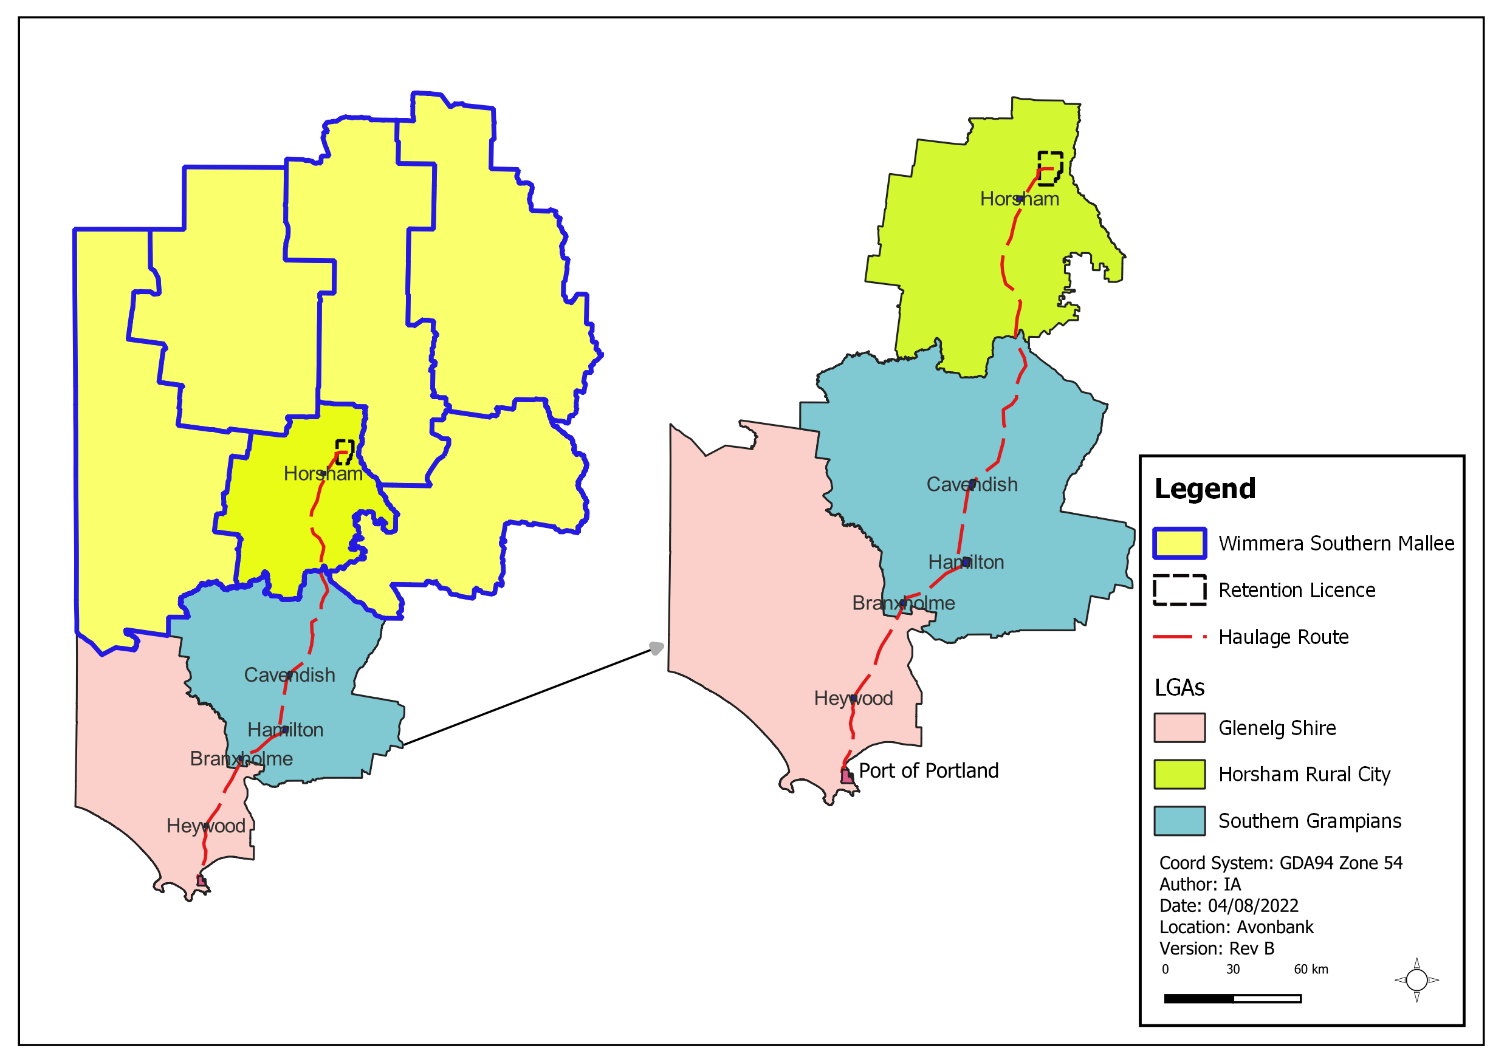 Horsham
Cavendish
Hamilton
Branxholme
Heywood
Horsham
Cavendish
Hamilton
Branxholme
Heywood
Port of Portland
Legend
Wimmera Southern Mallee
Retention Licence
Haulage Route
LGAs
Glenelg Shire
Horsham Rural City
Southern Grampians
Coord System: GDA94 Zone 54
Author: IA
Date: 04/08/2022
Location: Avonbank
Version: Rev B
0 30 60 km